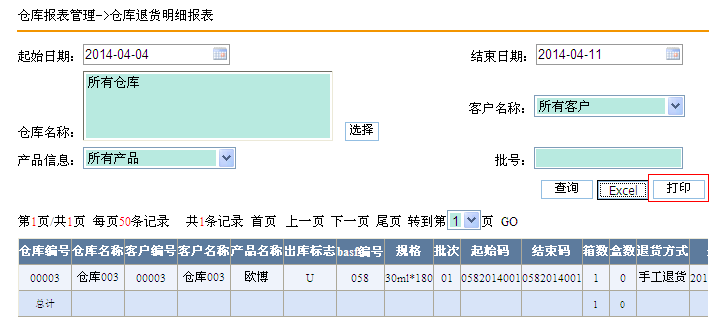 仓库报表管理->仓库退货明细报表
起始日期: 2014-04-04 结束日期: 2014-04-11
所有仓库
仓库名称: 选择 客户名称: 所有客户
产品信息: 所有产品 批号:
查询 Excel 打印
第1页/共1页 每页50条记录 共1条记录 首页 上一页 下一页 尾页 转到第 1 页 GO
仓库编号 仓库名称 客户编号 客户名称 产品名称 出库标志 basf编号 规格 批次 起始码 结束码 箱数 盒数 退货方式
00003 仓库003 00003 仓库003 欧博 U 058 30ml*180 01 0582014001 0582014001 1 0 手工退货 201
总计 1 0